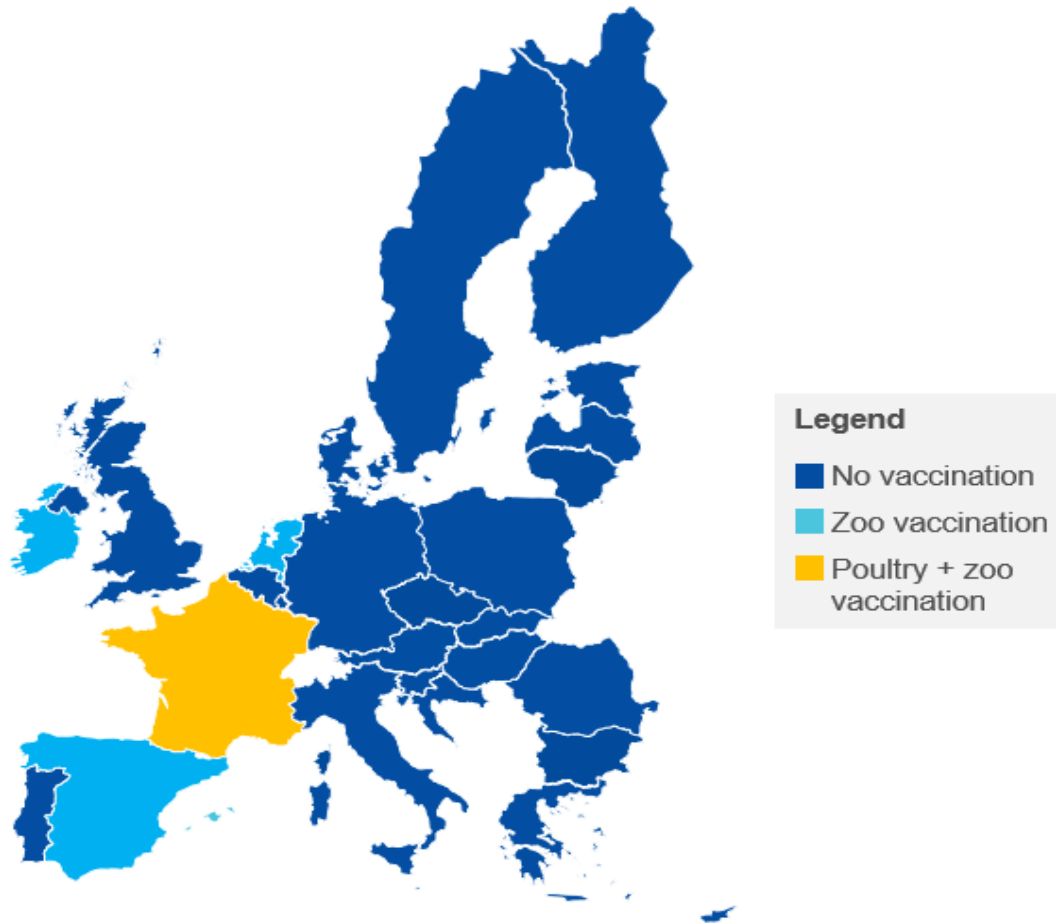 Legend
No vaccination
Zoo vaccination
Poultry + zoo
vaccination